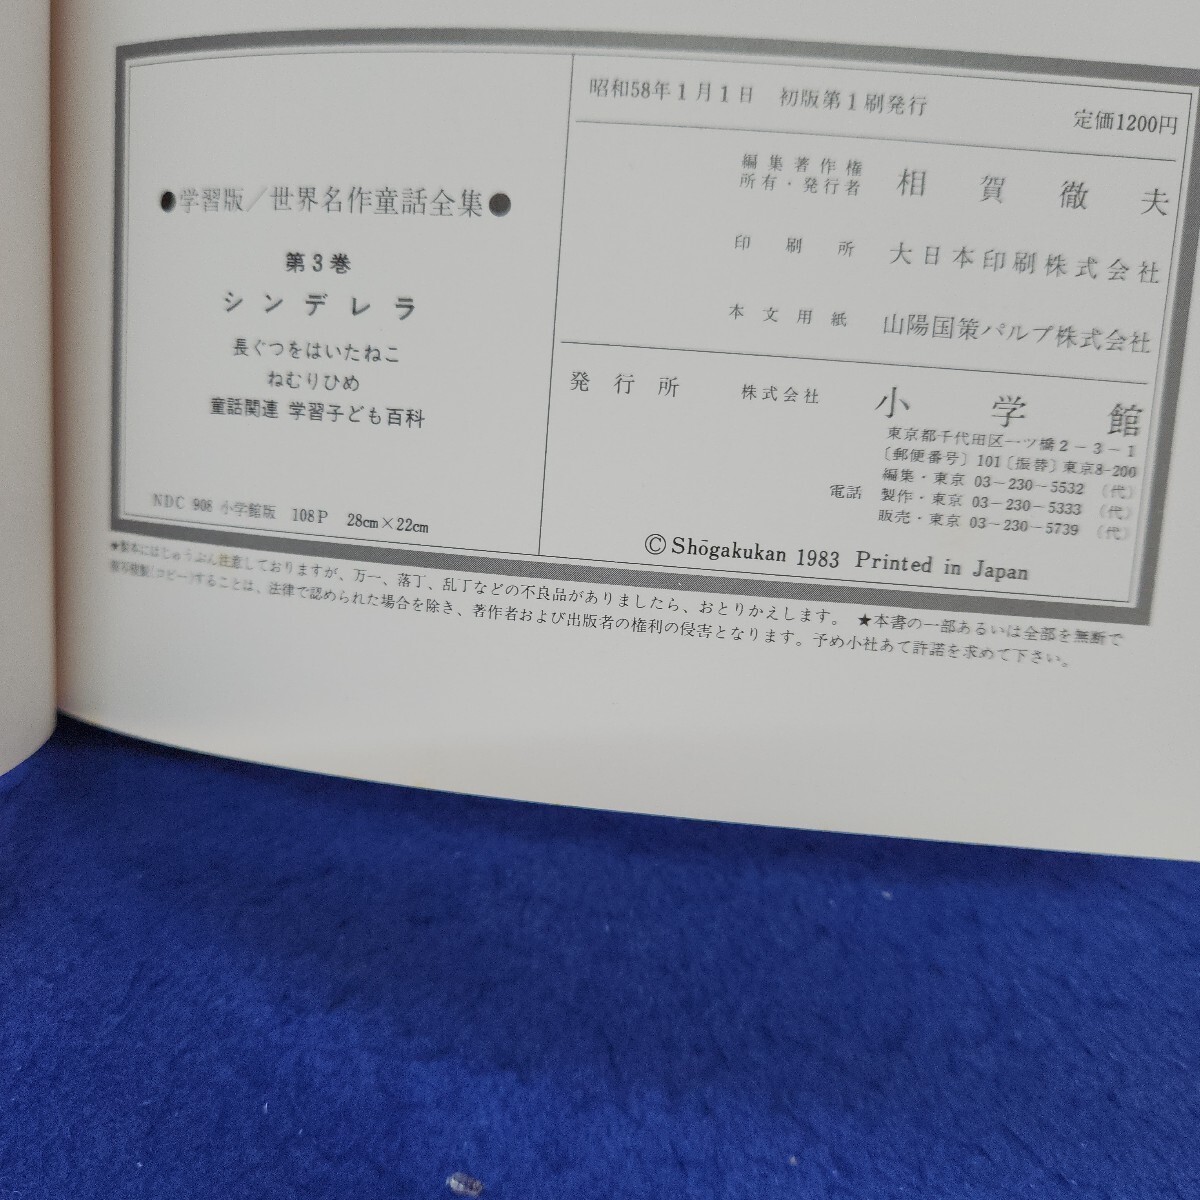 ●学習版/世界名作童話全集●
第3巻
シンデレラ
長ぐつをはいたねこ
ねむりひめ
童話関連 学習子ども百科
NDC 908 小学館版 108P 28cm×22cm
昭和58年1月1日 初版第1刷発行
定価1200円
編集著作権
所有・発行者 相賀徹夫
印刷所 大日本印刷株式会社
本文用紙 山陽国策パルプ株式会社
発行所 株式会社 小学館
東京都千代田区一ツ橋2-3-1
〔郵便番号〕101〔振替〕東京8-200
編集・東京 03-230-5532 (代)
電話 製作・東京 03-230-5333 (代)
販売・東京 03-230-5739 (代)
© Shōgakukan 1983 Printed in Japan
★製本にはじゅうぶん注意しておりますが、万一、落丁、乱丁などの不良品がありましたら、おとりかえします。 ★本書の一部あるいは全部を無断で
複写複製(コピー)することは、法律で認められた場合を除き、著作者および出版者の権利の侵害となります。予め小社あて許諾を求めて下さい。